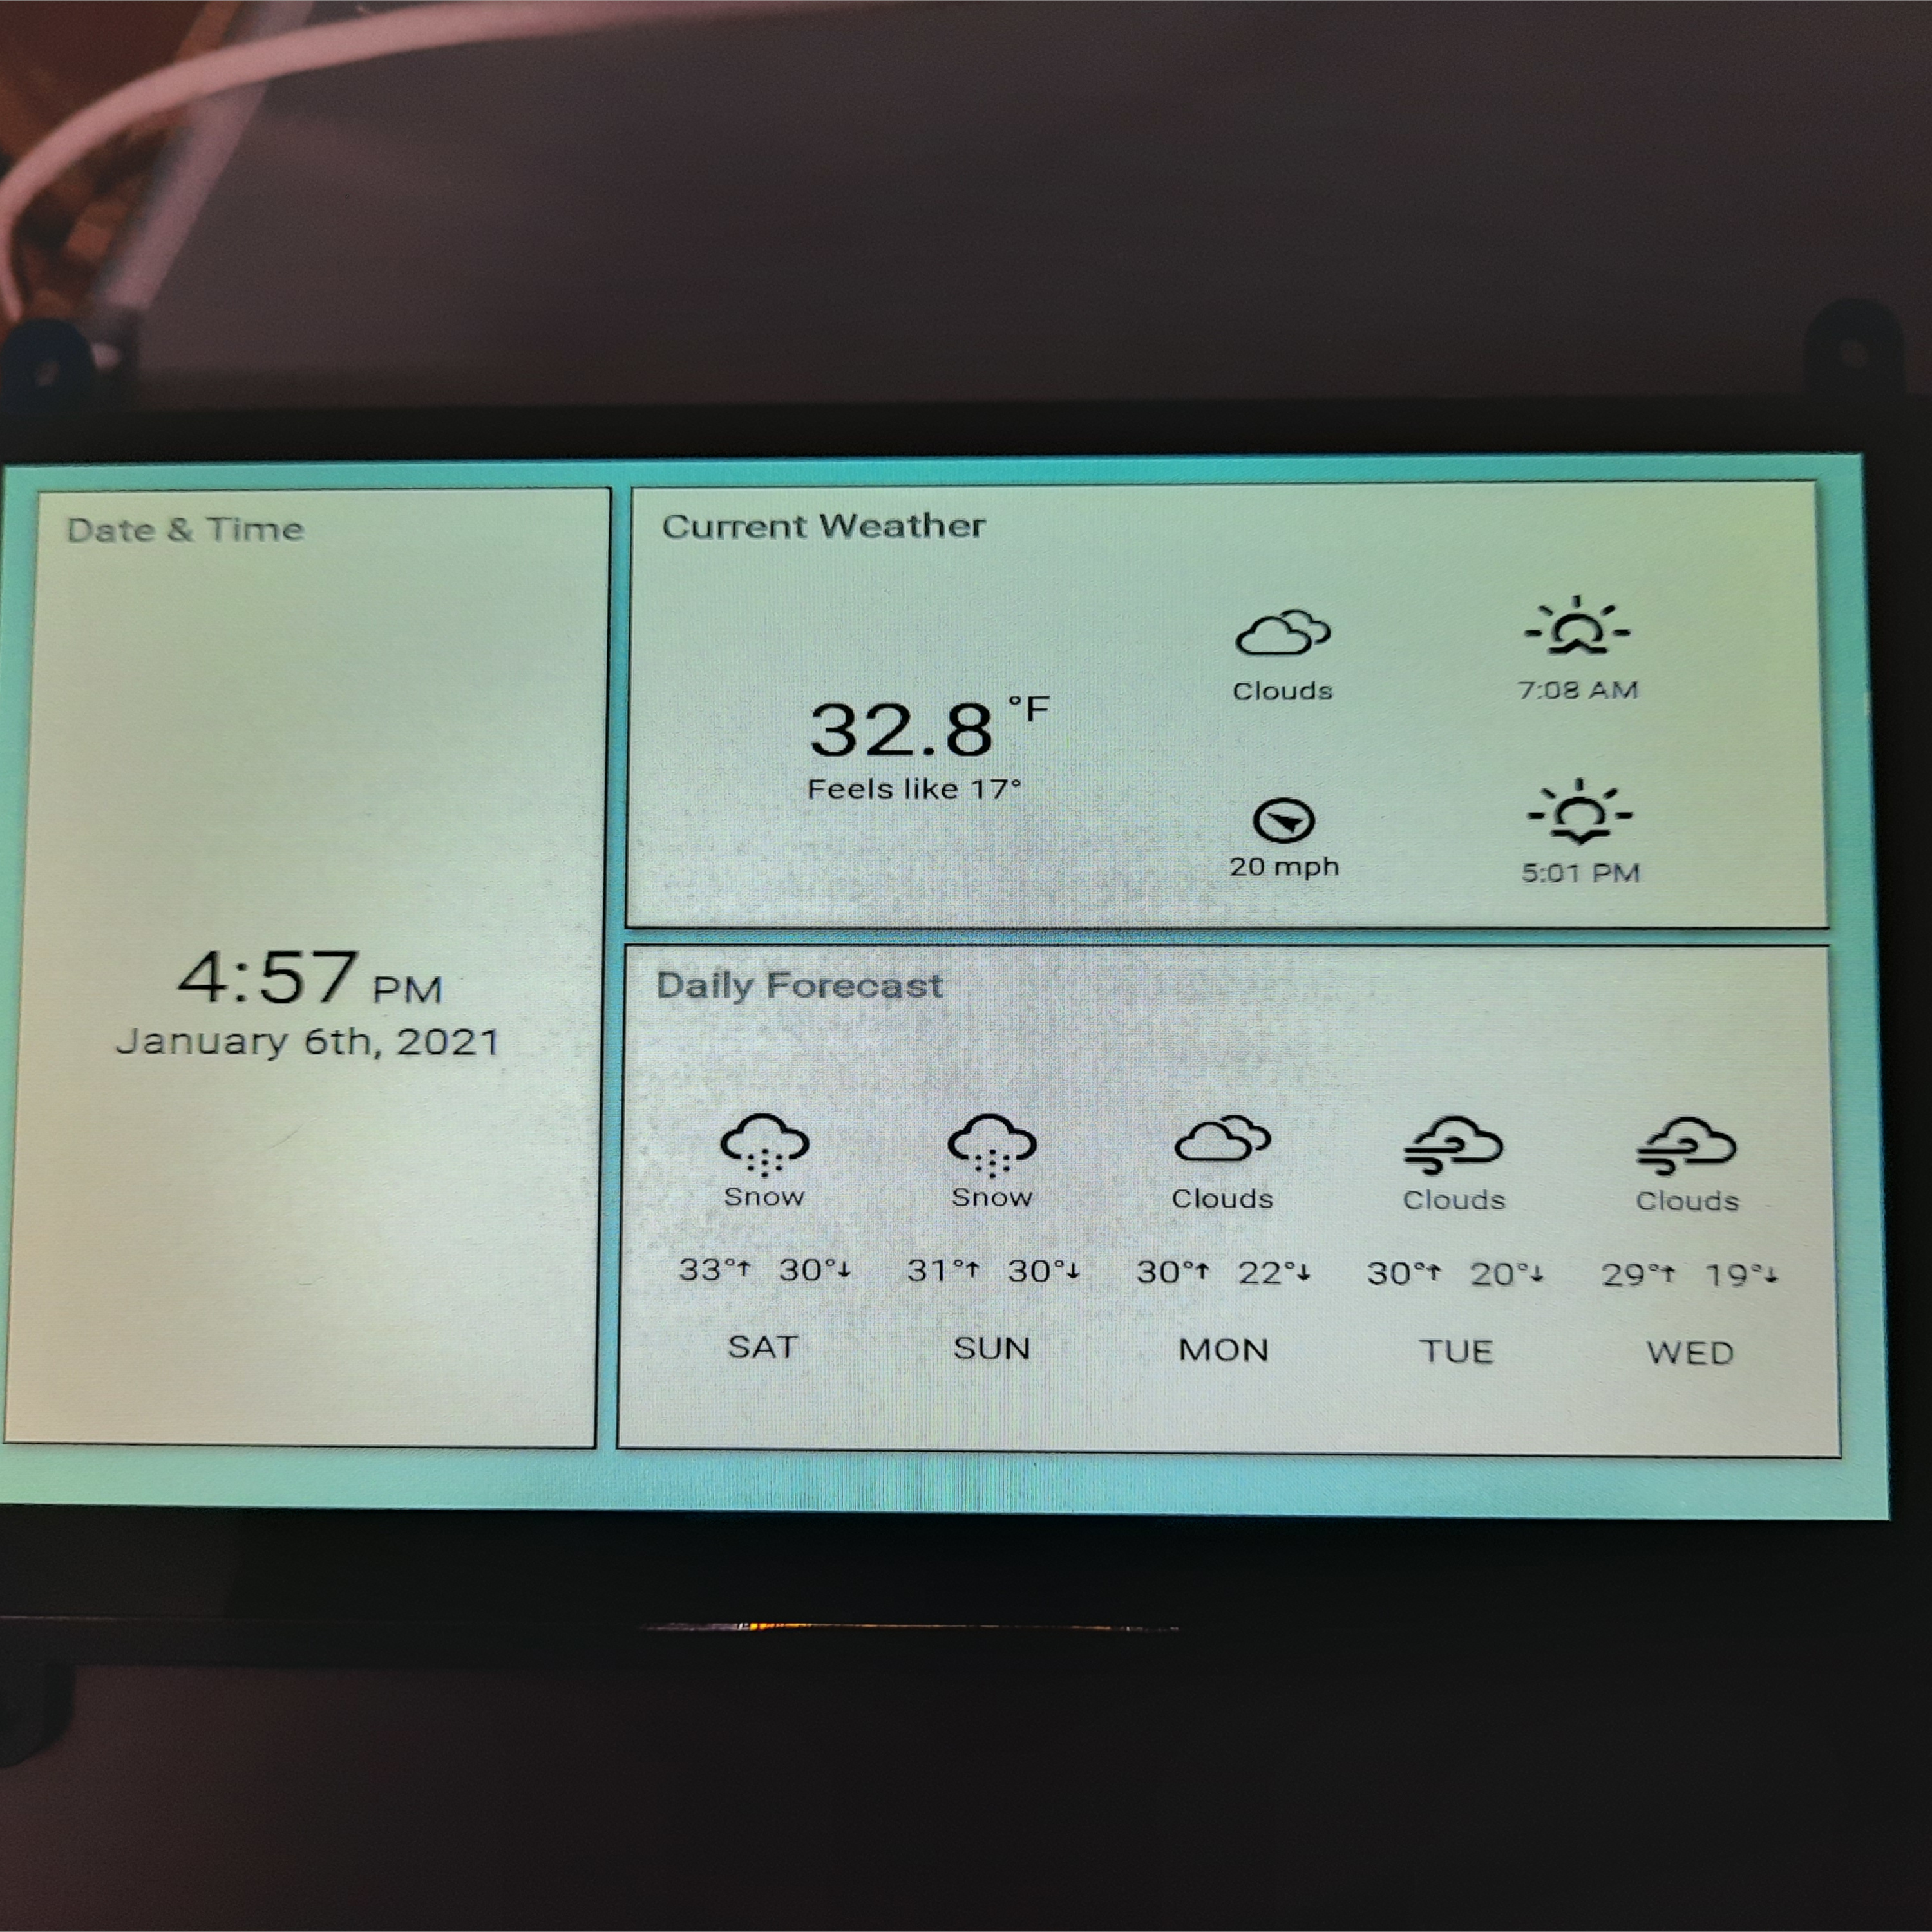 Date & Time
4:57 PM
January 6th, 2021
Current Weather
32.8 °F
Feels like 17°
Clouds
7:08 AM
20 mph
5:01 PM
Daily Forecast
Snow Snow Clouds Clouds Clouds
33°↑ 30°↓ 31°↑ 30°↓ 30°↑ 22°↓ 30°↑ 20°↓ 29°↑ 19°↓
SAT SUN MON TUE WED